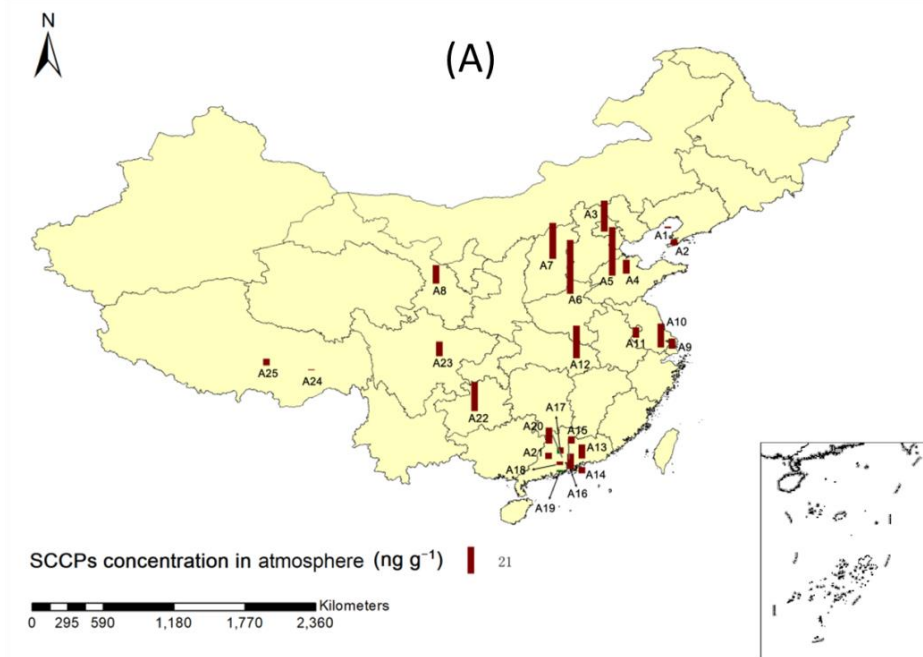 N
(A)
A3
A1
A2
A7
A5
A4
A6
A8
A10
A11
A9
A12
A23
A25
A24
A22
A17
A20
A15
A13
A21
A18
A14
A16
A19
SCCPs concentration in atmosphere (ng g⁻¹) 21
Kilometers
0 295 590 1,180 1,770 2,360